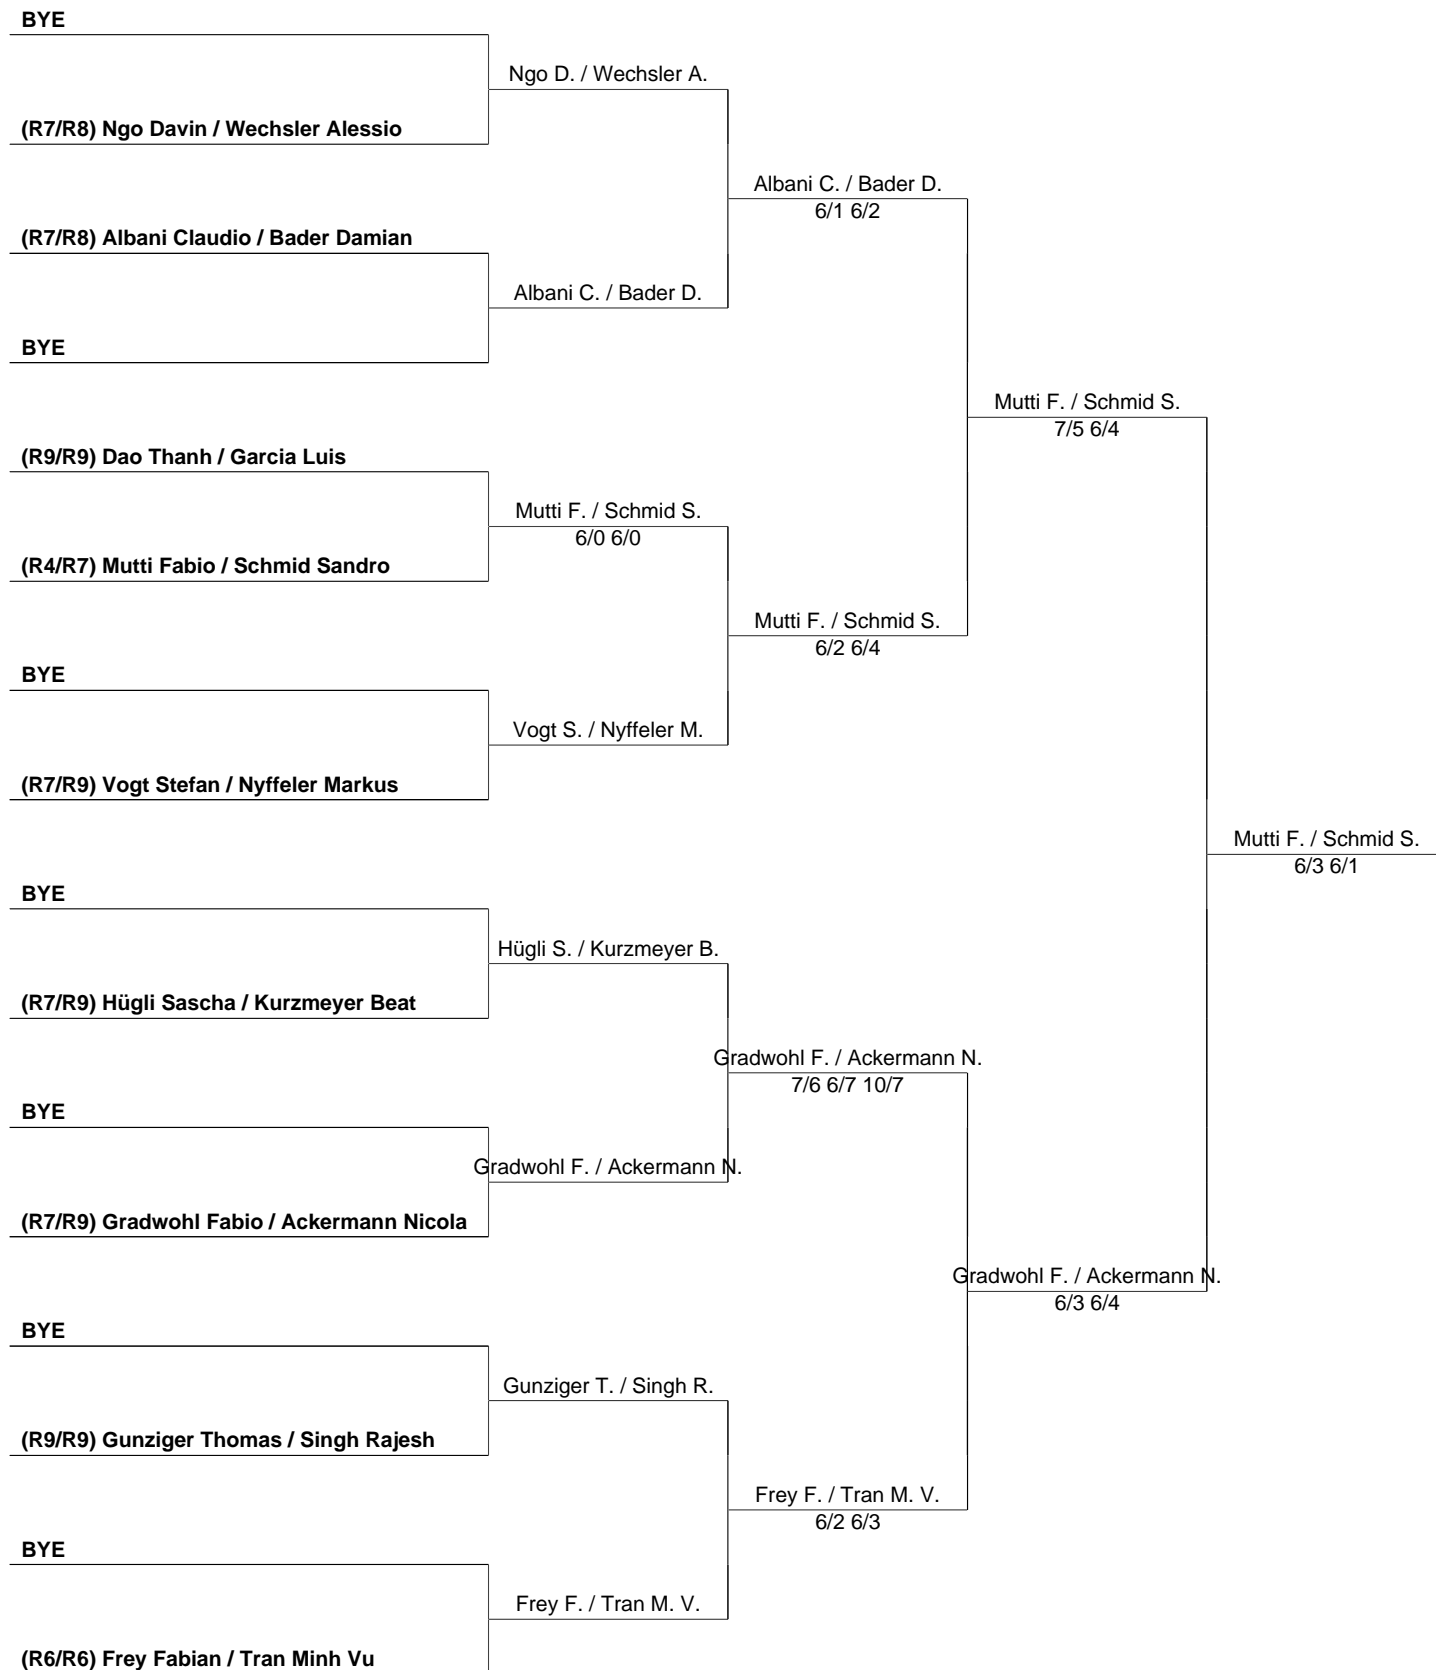 BYE
Ngo D. / Wechsler A.
(R7/R8) Ngo Davin / Wechsler Alessio
Albani C. / Bader D.
6/1 6/2
(R7/R8) Albani Claudio / Bader Damian
Albani C. / Bader D.
BYE
Mutti F. / Schmid S.
7/5 6/4
(R9/R9) Dao Thanh / Garcia Luis
Mutti F. / Schmid S.
6/0 6/0
(R4/R7) Mutti Fabio / Schmid Sandro
Mutti F. / Schmid S.
6/2 6/4
BYE
Vogt S. / Nyffeler M.
(R7/R9) Vogt Stefan / Nyffeler Markus
Mutti F. / Schmid S.
6/3 6/1
BYE
Hügli S. / Kurzmeyer B.
(R7/R9) Hügli Sascha / Kurzmeyer Beat
Gradwohl F. / Ackermann N.
7/6 6/7 10/7
BYE
Gradwohl F. / Ackermann N.
(R7/R9) Gradwohl Fabio / Ackermann Nicola
Gradwohl F. / Ackermann N.
6/3 6/4
BYE
Gunziger T. / Singh R.
(R9/R9) Gunziger Thomas / Singh Rajesh
Frey F. / Tran M. V.
6/2 6/3
BYE
Frey F. / Tran M. V.
(R6/R6) Frey Fabian / Tran Minh Vu